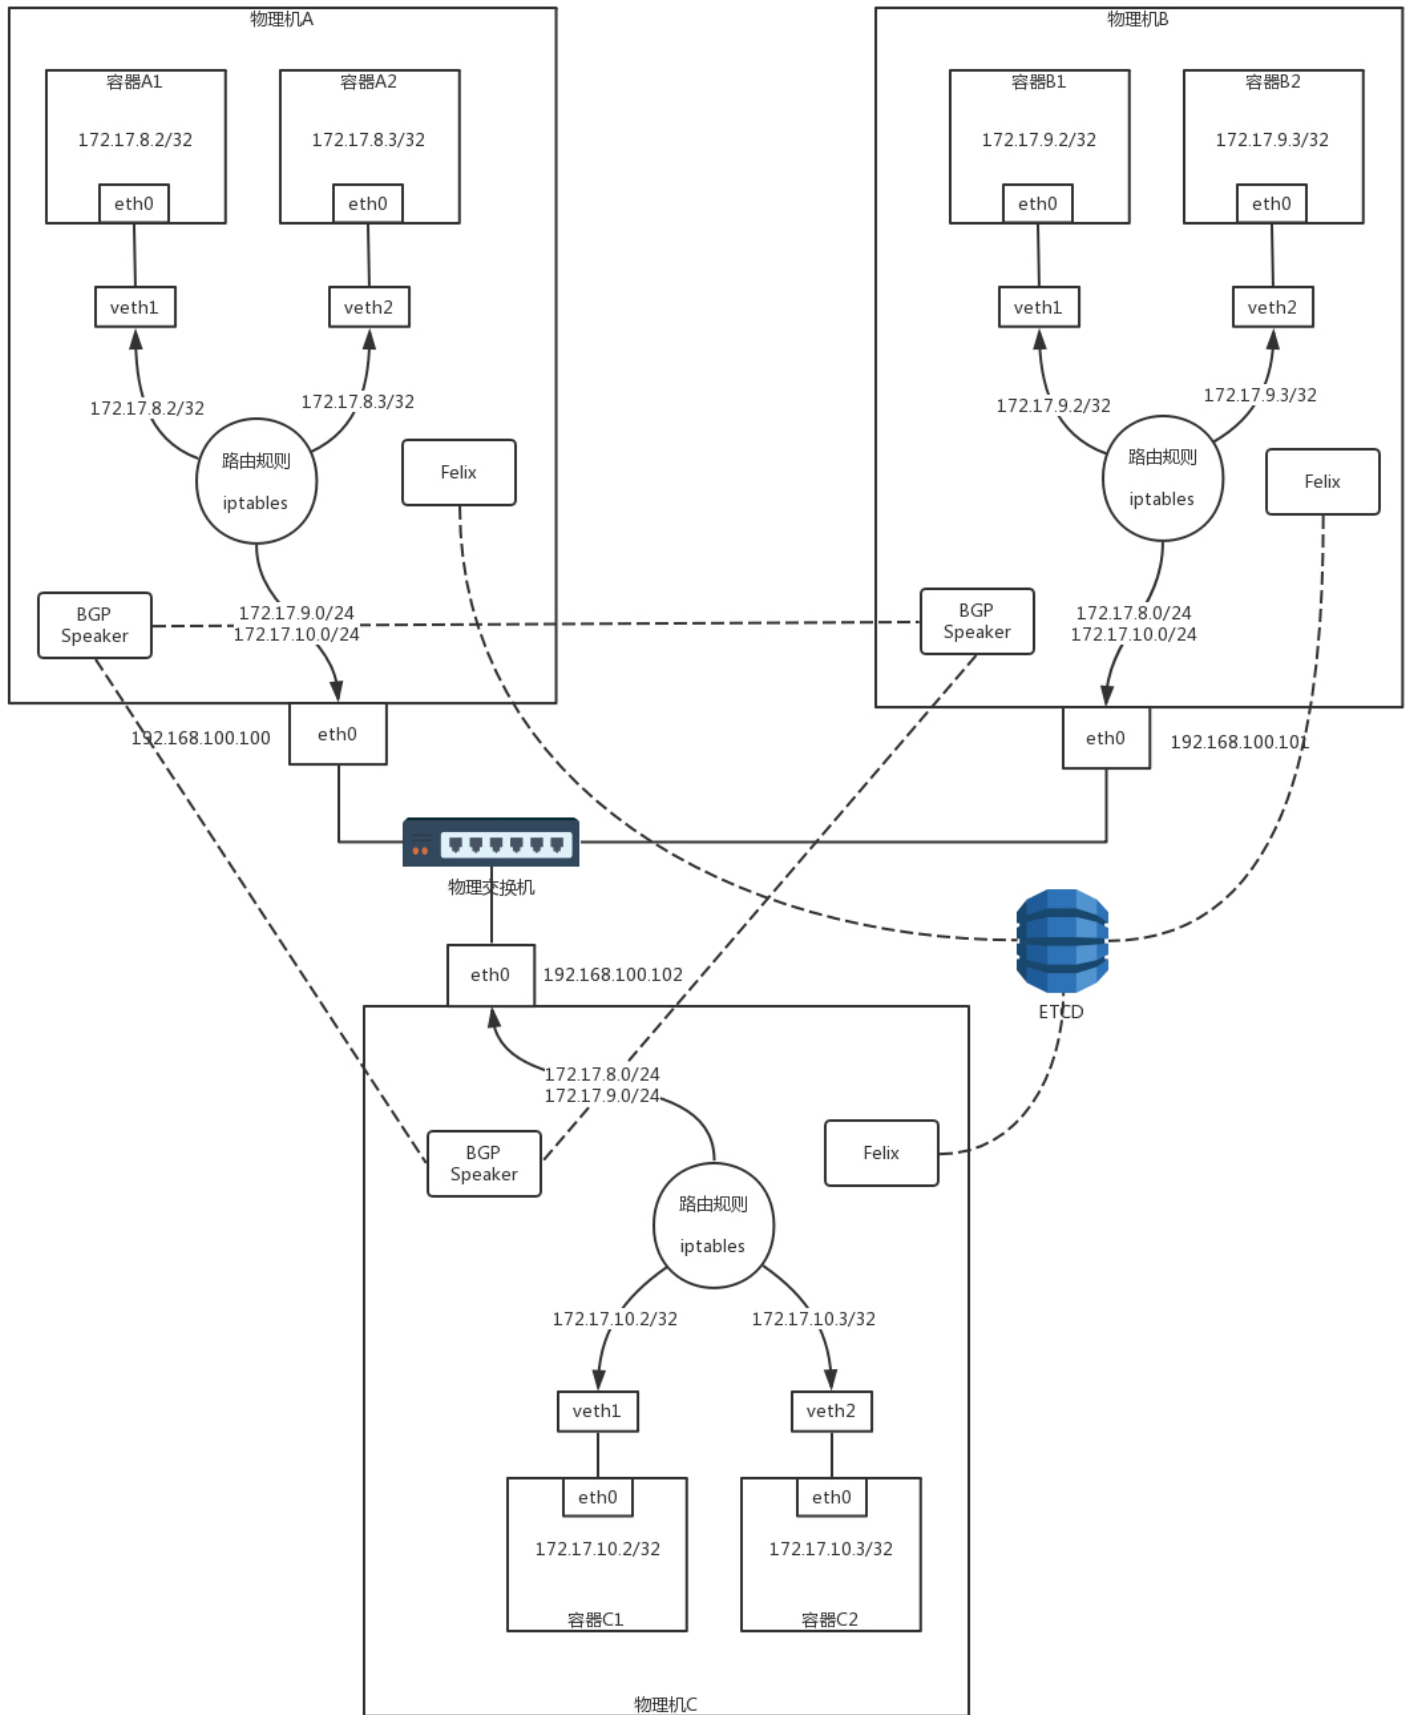 物理机A
容器A1
容器A2
172.17.8.2/32
172.17.8.3/32
eth0
eth0
veth1
veth2
172.17.8.2/32
172.17.8.3/32
路由规则
iptables
Felix
BGP
Speaker
172.17.9.0/24
172.17.10.0/24
192.168.100.100
eth0
物理机B
容器B1
容器B2
172.17.9.2/32
172.17.9.3/32
eth0
eth0
veth1
veth2
172.17.9.2/32
172.17.9.3/32
路由规则
iptables
Felix
BGP
Speaker
172.17.8.0/24
172.17.10.0/24
eth0
192.168.100.101
物理交换机
ETCD
eth0
192.168.100.102
172.17.8.0/24
172.17.9.0/24
BGP
Speaker
Felix
路由规则
iptables
172.17.10.2/32
172.17.10.3/32
veth1
veth2
eth0
eth0
172.17.10.2/32
172.17.10.3/32
容器C1
容器C2
物理机C